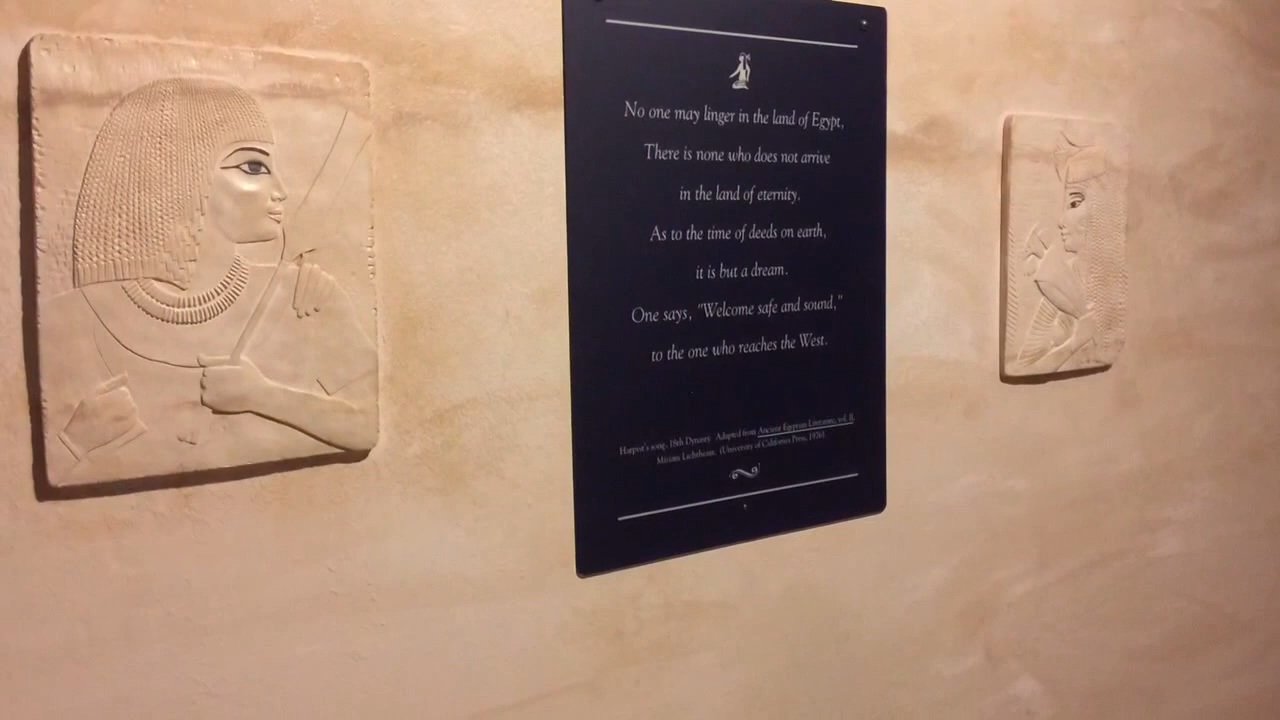 No one may linger in the land of Egypt,
There is none who does not arrive
in the land of eternity.
As to the time of deeds on earth,
it is but a dream.
One says, "Welcome safe and sound,"
to the one who reaches the West.
Harper's song, 18th Dynasty. Adapted from Ancient Egyptian Literature, vol. II.
Miriam Lichtheim. (University of California Press, 1976)